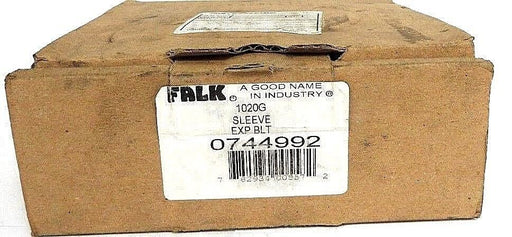 FALK® A GOOD NAME
IN INDUSTRY®
1020G
SLEEVE
EXP.BLT
0744992